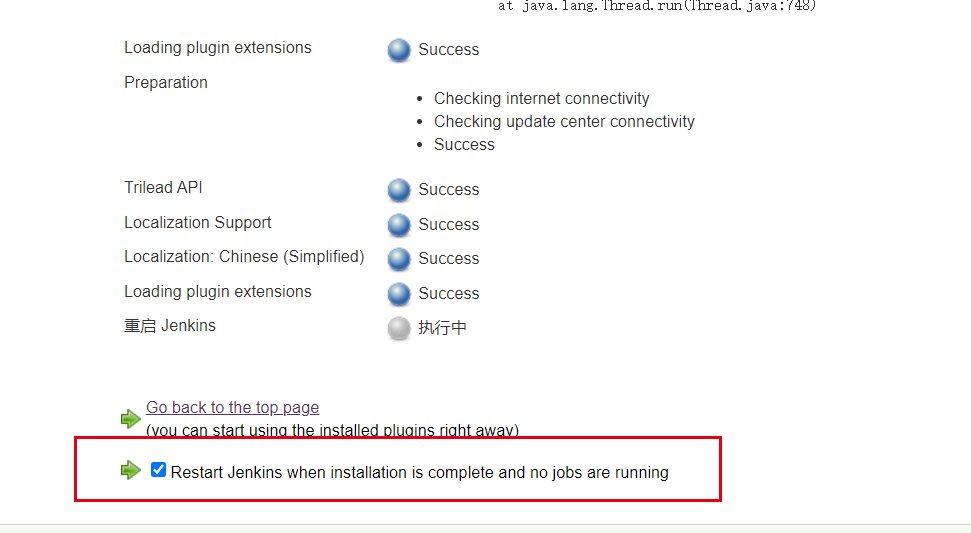 at java.lang.Thread.run(Thread.java:748)
Loading plugin extensions Success
Preparation
• Checking internet connectivity
• Checking update center connectivity
• Success
Trilead API Success
Localization Support Success
Localization: Chinese (Simplified) Success
Loading plugin extensions Success
重启 Jenkins 执行中
Go back to the top page
(you can start using the installed plugins right away)
Restart Jenkins when installation is complete and no jobs are running